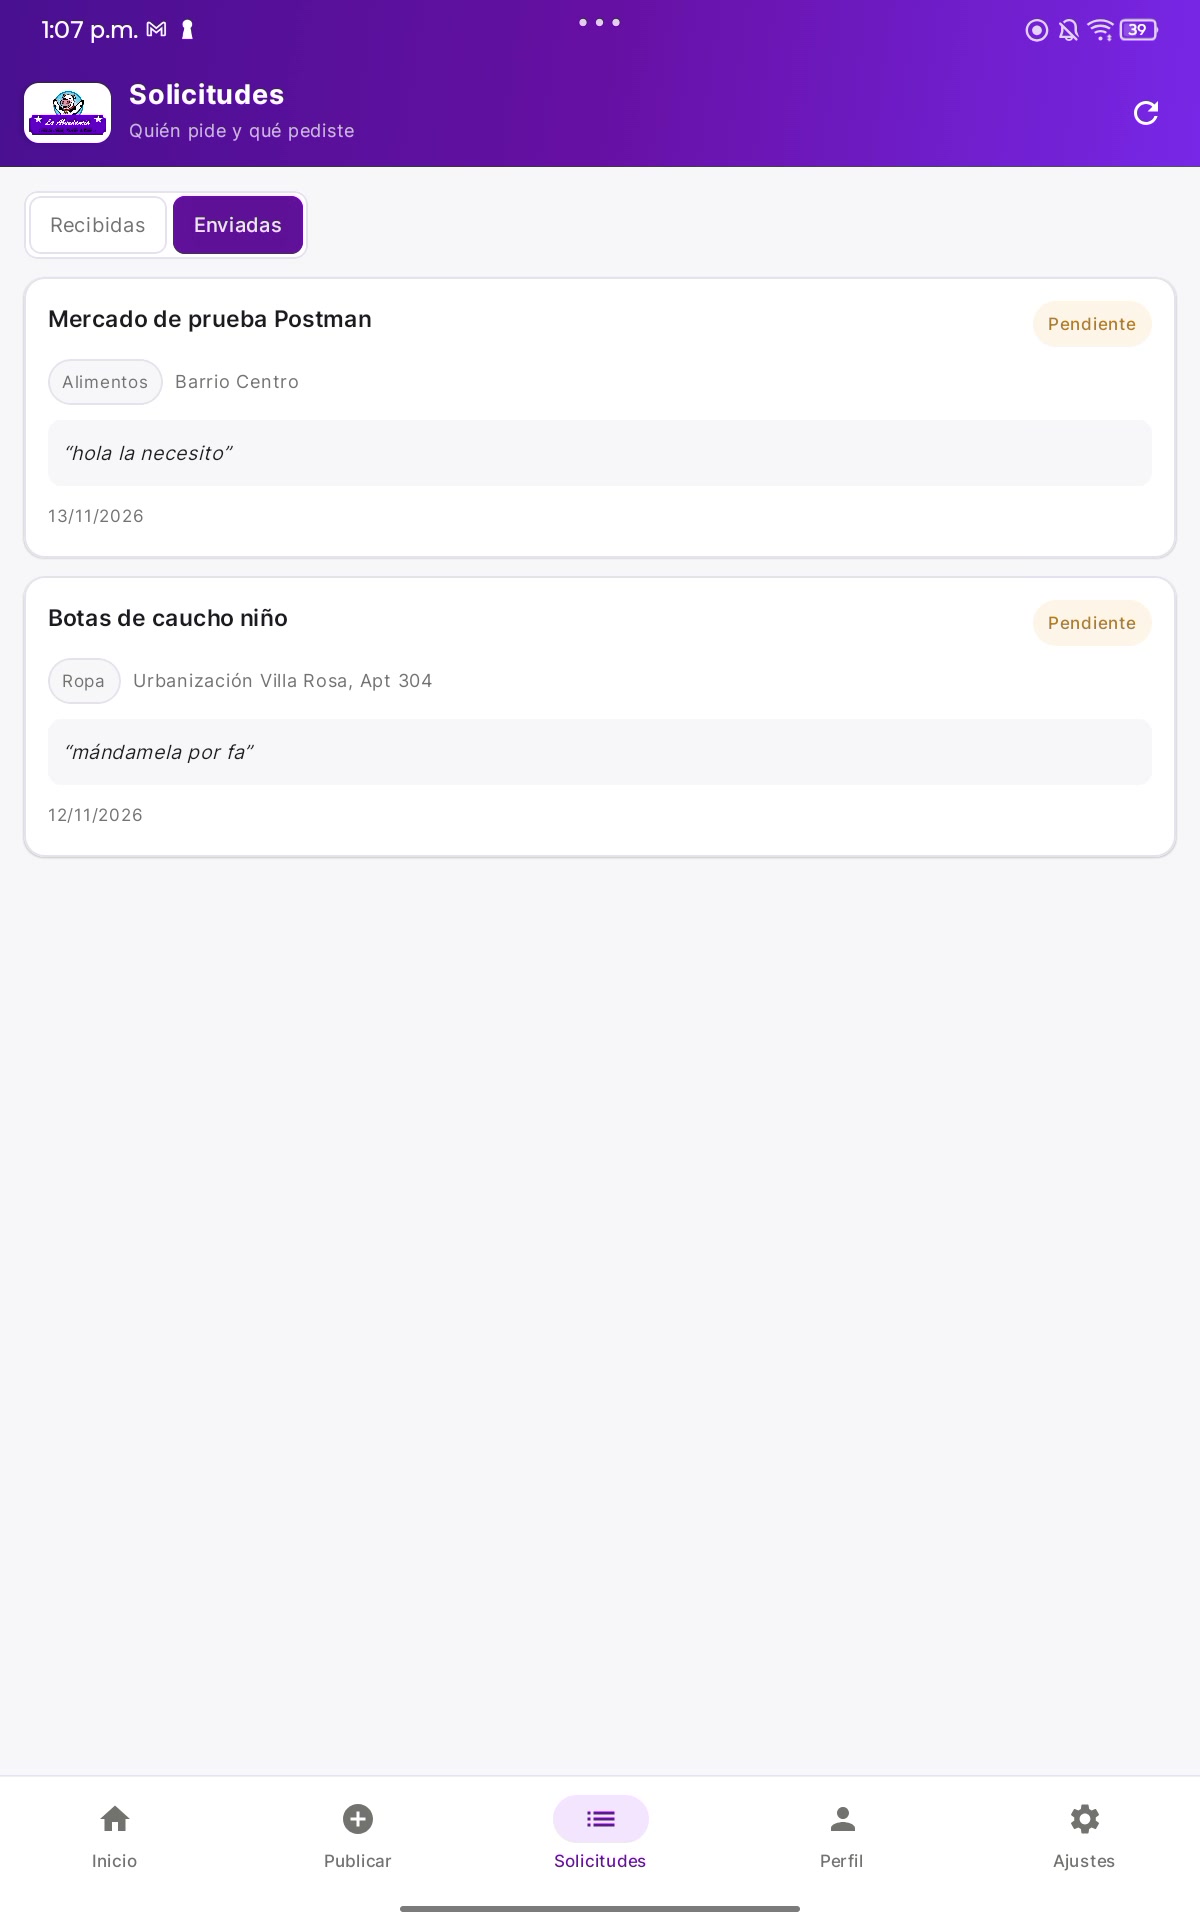 1:07 p.m.
39
Solicitudes
Quién pide y qué pediste
Recibidas
Enviadas
Mercado de prueba Postman
Pendiente
Alimentos
Barrio Centro
“hola la necesito”
13/11/2026
Botas de caucho niño
Pendiente
Ropa
Urbanización Villa Rosa, Apt 304
“mándamela por fa”
12/11/2026
Inicio
Publicar
Solicitudes
Perfil
Ajustes